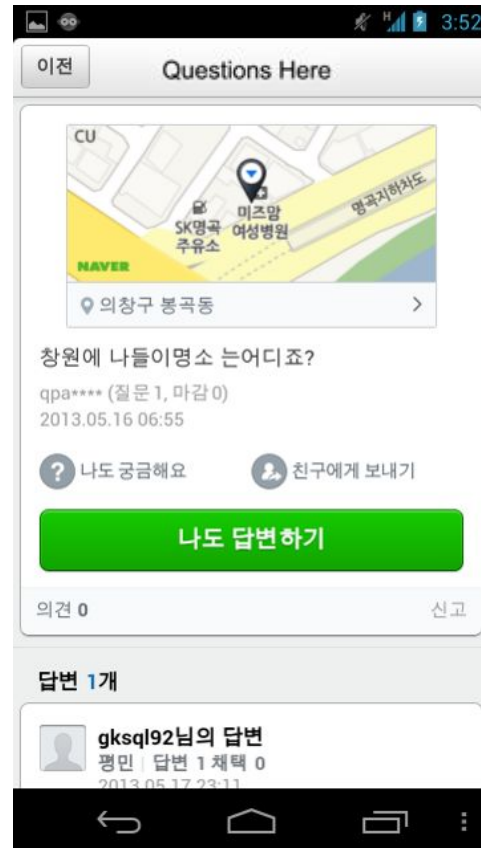 H 3:52
이전 Questions Here
CU
명곡지하차도
SK명곡 미즈맘
주유소 여성병원
NAVER
의창구 봉곡동
창원에 나들이명소 는어디죠?
qpa**** (질문 1, 마감 0)
2013.05.16 06:55
? 나도 궁금해요 친구에게 보내기
나도 답변하기
의견 0 신고
답변 1개
gksql92님의 답변
평민 | 답변 1 채택 0
2013.05.17 23:11